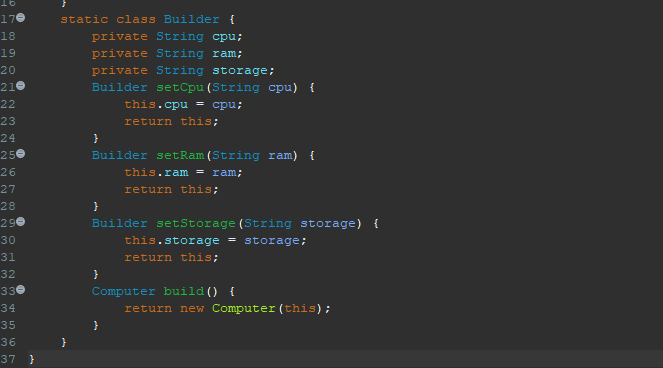 16     }
17     static class Builder {
18         private String cpu;
19         private String ram;
20         private String storage;
21         Builder setCpu(String cpu) {
22             this.cpu = cpu;
23             return this;
24         }
25         Builder setRam(String ram) {
26             this.ram = ram;
27             return this;
28         }
29         Builder setStorage(String storage) {
30             this.storage = storage;
31             return this;
32         }
33         Computer build() {
34             return new Computer(this);
35         }
36     }
37 }